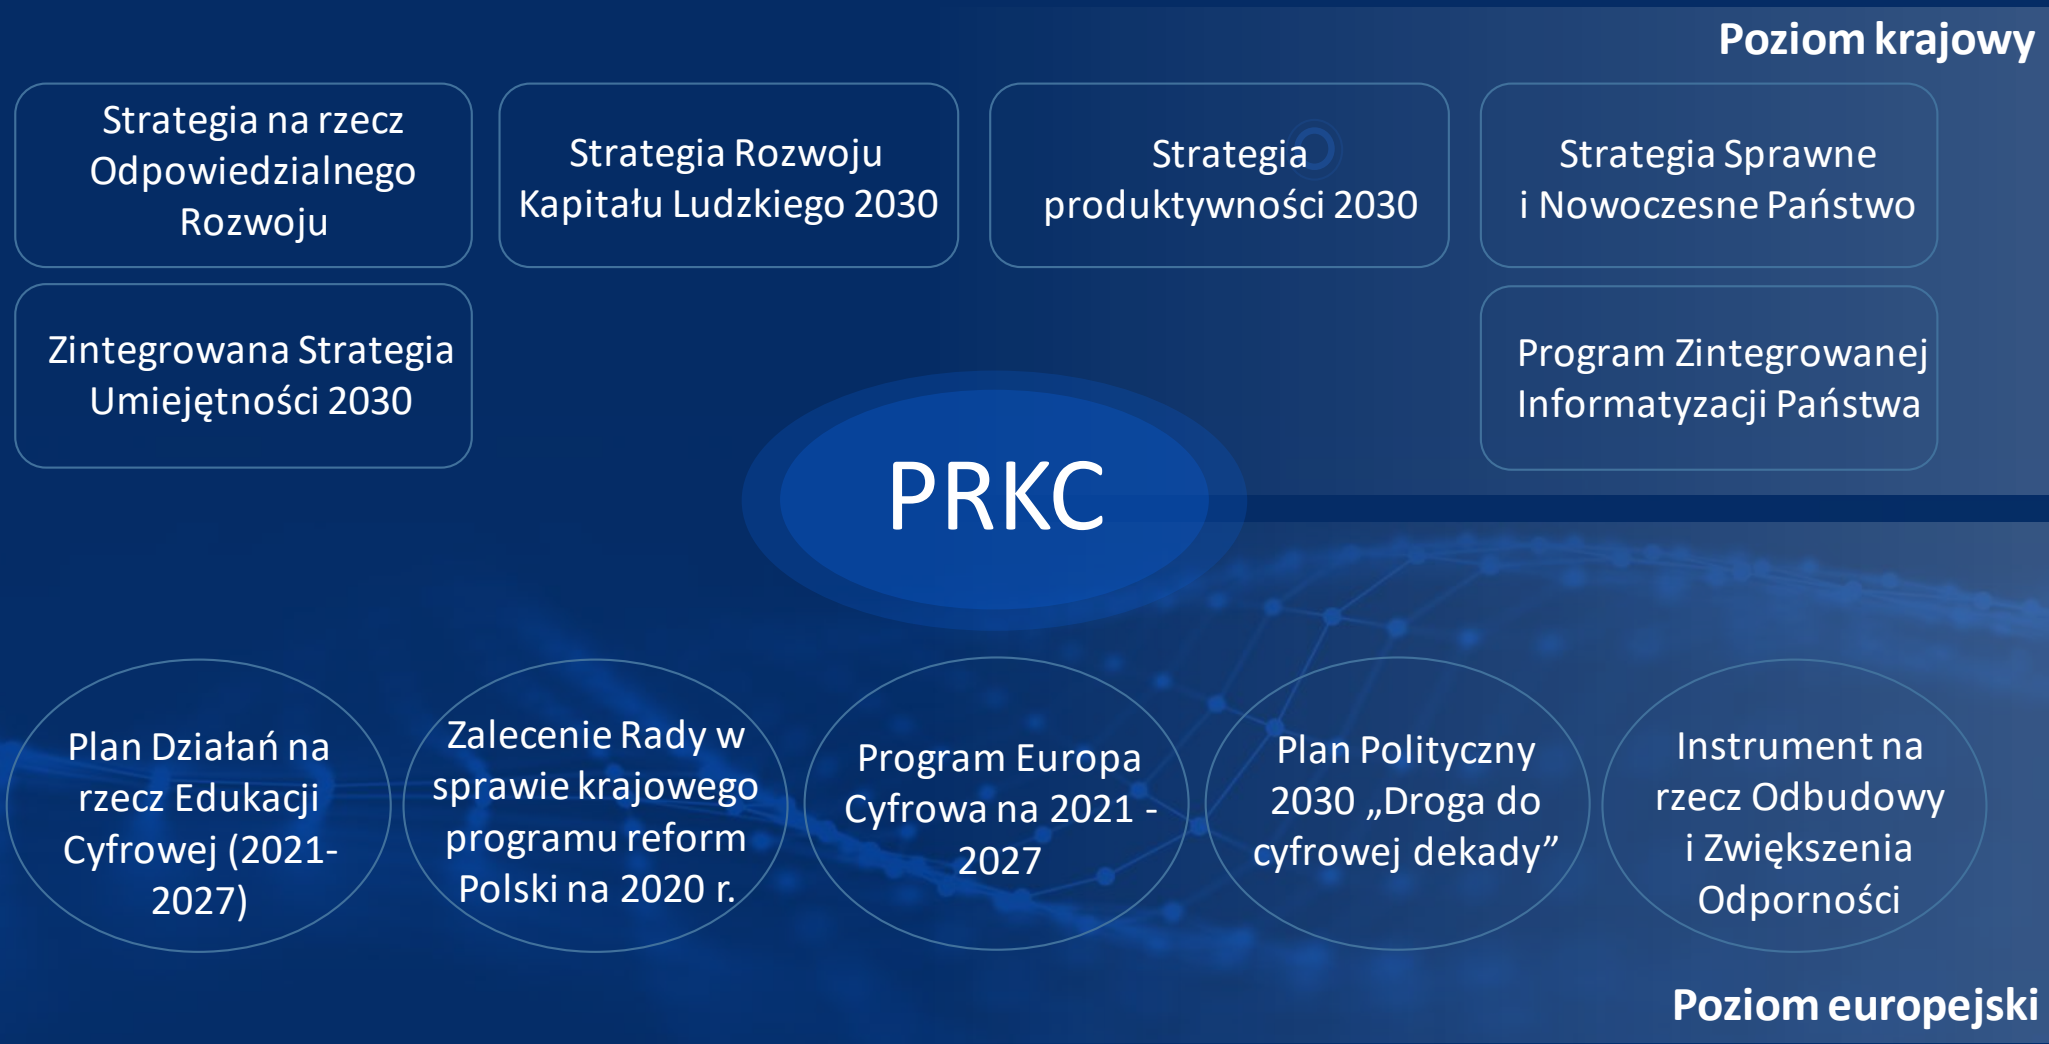 Poziom krajowy
Strategia na rzecz
Odpowiedzialnego
Rozwoju
Strategia Rozwoju
Kapitału Ludzkiego 2030
Strategia
produktywności 2030
Strategia Sprawne
i Nowoczesne Państwo
Zintegrowana Strategia
Umiejętności 2030
Program Zintegrowanej
Informatyzacji Państwa
PRKC
Plan Działań na
rzecz Edukacji
Cyfrowej (2021-
2027)
Zalecenie Rady w
sprawie krajowego
programu reform
Polski na 2020 r.
Program Europa
Cyfrowa na 2021 -
2027
Plan Polityczny
2030 „Droga do
cyfrowej dekady”
Instrument na
rzecz Odbudowy
i Zwiększenia
Odporności
Poziom europejski